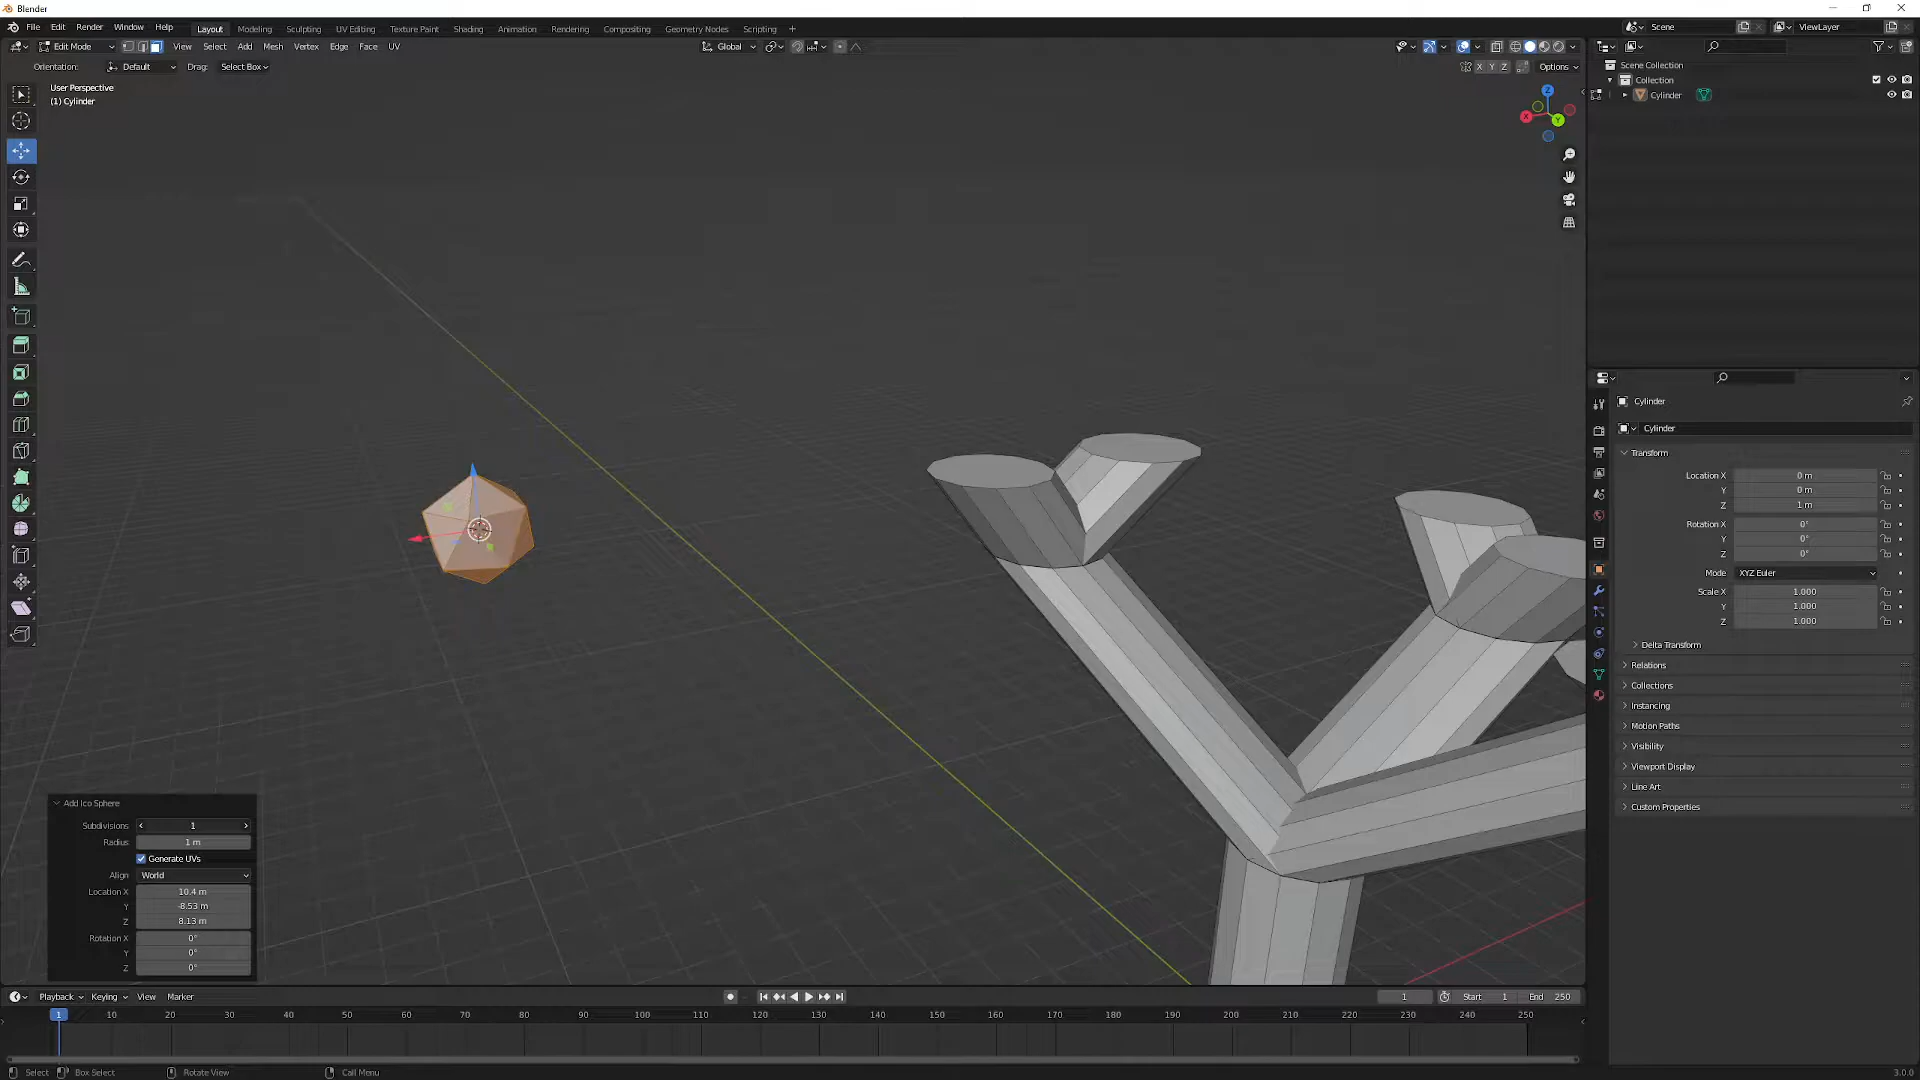 Blender
File Edit Render Window Help
Layout Modeling Sculpting UV Editing Texture Paint Shading Animation Rendering Compositing Geometry Nodes Scripting +
Scene
ViewLayer
Edit Mode View Select Add Mesh Vertex Edge Face UV
Global
Orientation: Default Drag: Select Box
X Y Z Options
User Perspective
(1) Cylinder
Z
X
Y
Scene Collection
Collection
Cylinder
Cylinder
Cylinder
Transform
Location X 0 m
Y 0 m
Z 1 m
Rotation X 0°
Y 0°
Z 0°
Mode XYZ Euler
Scale X 1.000
Y 1.000
Z 1.000
Delta Transform
Relations
Collections
Instancing
Motion Paths
Visibility
Viewport Display
Line Art
Custom Properties
Add Ico Sphere
Subdivisions 1
Radius 1 m
Generate UVs
Align World
Location X 10.4 m
Y -8.53 m
Z 8.13 m
Rotation X 0°
Y 0°
Z 0°
Playback Keying View Marker
1 Start 1 End 250
1 10 20 30 40 50 60 70 80 90 100 110 120 130 140 150 160 170 180 190 200 210 220 230 240 250
Select Box Select Rotate View Call Menu
3.0.0